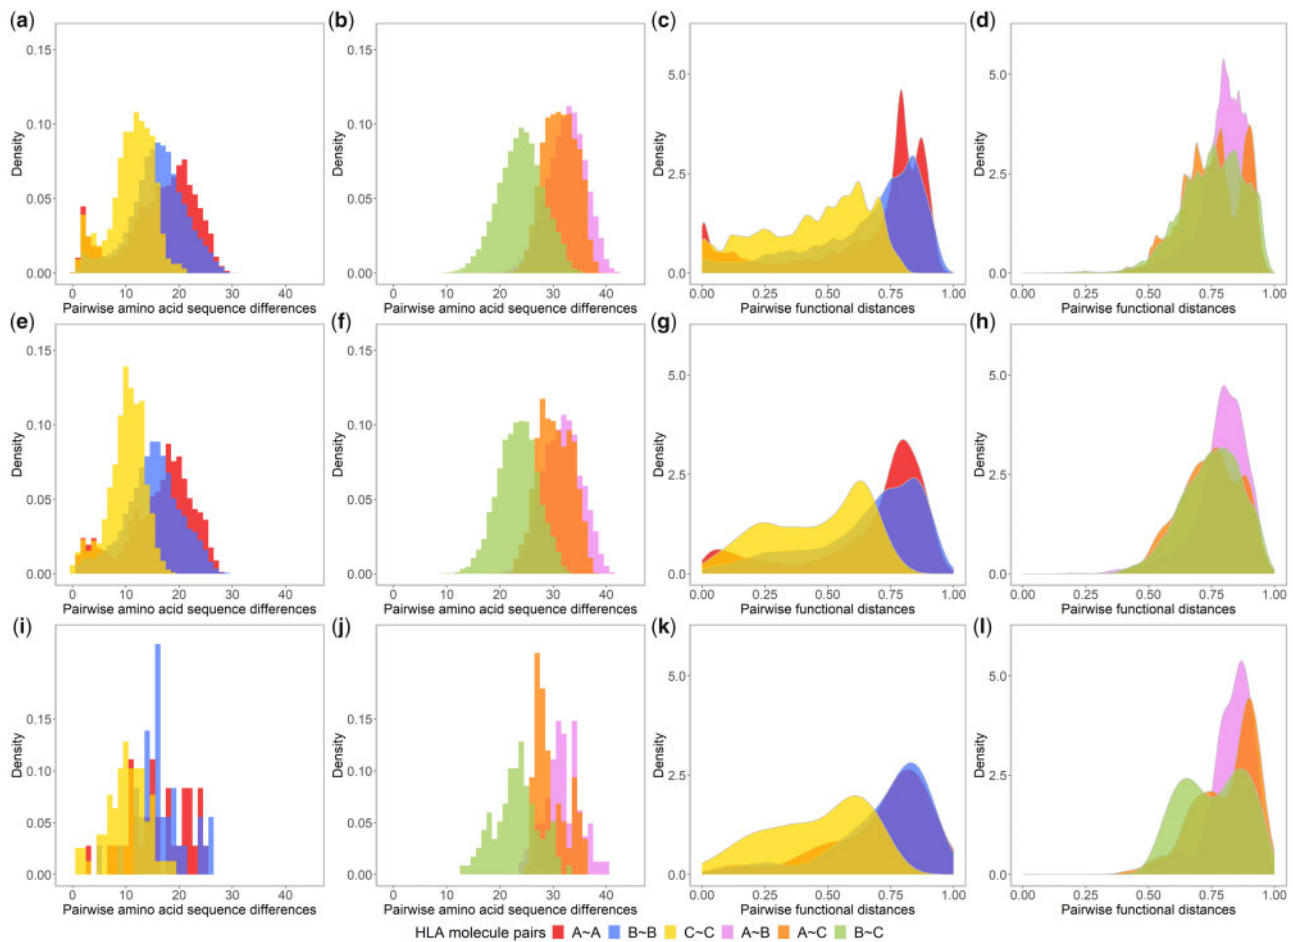 (a) (b) (c) (d)
0.15 0.15 5.0 5.0
0.10 0.10
2.5 2.5
0.05 0.05
0.00 0.00 0.0 0.0
Density Density Density Density
0 10 20 30 40 0 10 20 30 40 0.00 0.25 0.50 0.75 1.00 0.00 0.25 0.50 0.75 1.00
Pairwise amino acid sequence differences Pairwise amino acid sequence differences Pairwise functional distances Pairwise functional distances
(e) (f) (g) (h)
0.15 0.15 5.0 5.0
0.10 0.10
2.5 2.5
0.05 0.05
0.00 0.00 0.0 0.0
Density Density Density Density
0 10 20 30 40 0 10 20 30 40 0.00 0.25 0.50 0.75 1.00 0.00 0.25 0.50 0.75 1.00
Pairwise amino acid sequence differences Pairwise amino acid sequence differences Pairwise functional distances Pairwise functional distances
(i) (j) (k) (l)
0.15 0.15 5.0 5.0
0.10 0.10
2.5 2.5
0.05 0.05
0.00 0.00 0.0 0.0
Density Density Density Density
0 10 20 30 40 0 10 20 30 40 0.00 0.25 0.50 0.75 1.00 0.00 0.25 0.50 0.75 1.00
Pairwise amino acid sequence differences Pairwise amino acid sequence differences Pairwise functional distances Pairwise functional distances
HLA molecule pairs A~A B~B C~C A~B A~C B~C